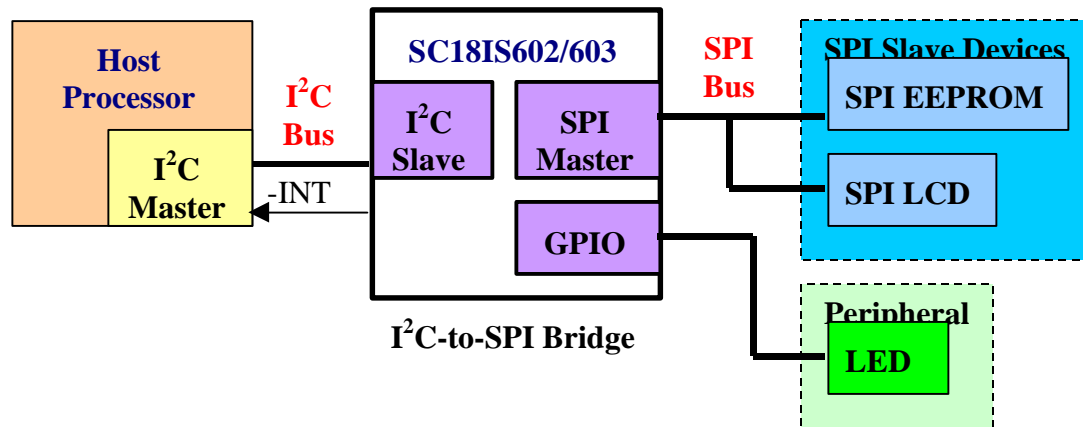 Host
Processor
I²C
Master
I²C
Bus
-INT
SC18IS602/603
I²C
Slave
SPI
Master
GPIO
I²C-to-SPI Bridge
SPI
Bus
SPI Slave Devices
SPI EEPROM
SPI LCD
Peripheral
LED